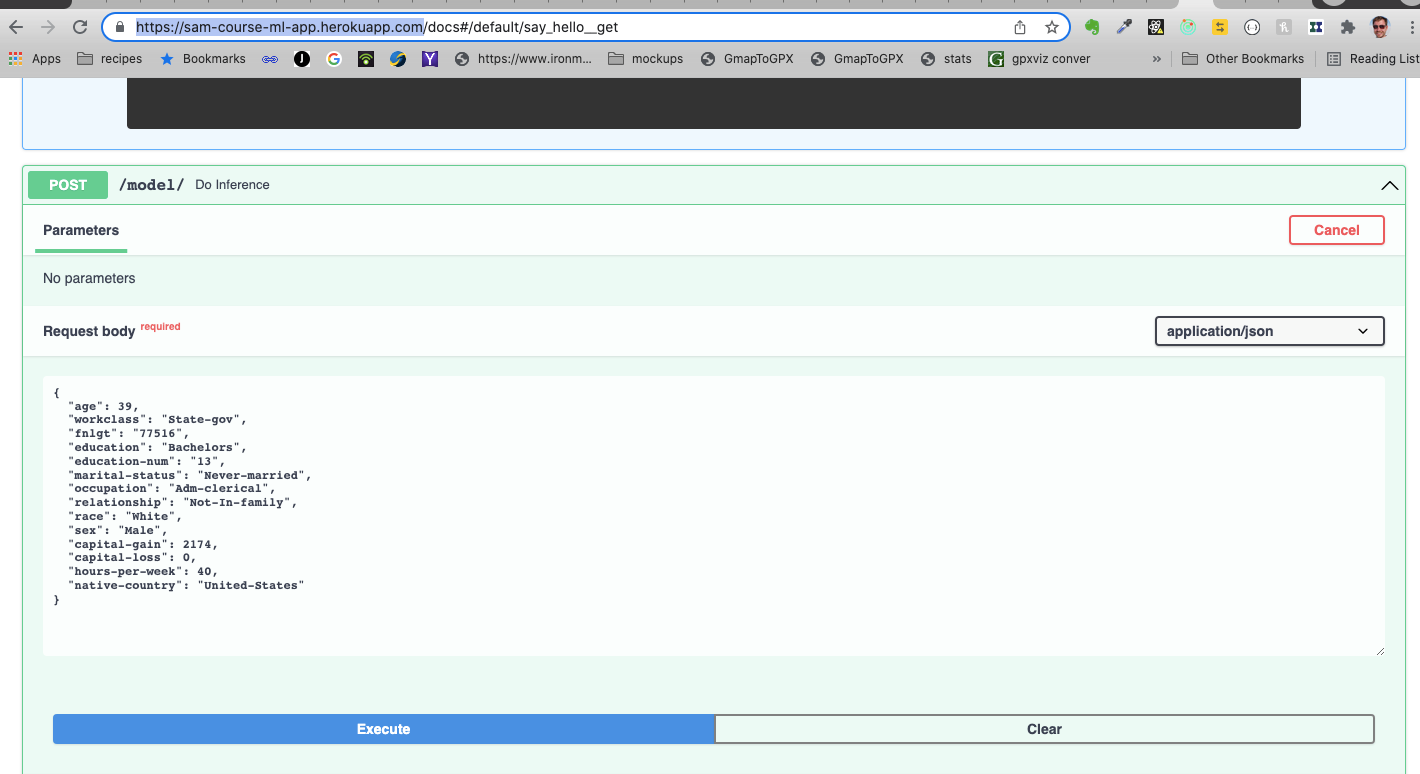 https://sam-course-ml-app.herokuapp.com/docs#/default/say_hello__get
Apps recipes Bookmarks https://www.ironm... mockups GmapToGPX GmapToGPX stats gpxviz conver » Other Bookmarks Reading List
POST /model/ Do Inference
Parameters
Cancel
No parameters
Request body required
application/json
{
"age": 39,
"workclass": "State-gov",
"fnlgt": "77516",
"education": "Bachelors",
"education-num": "13",
"marital-status": "Never-married",
"occupation": "Adm-clerical",
"relationship": "Not-In-family",
"race": "White",
"sex": "Male",
"capital-gain": 2174,
"capital-loss": 0,
"hours-per-week": 40,
"native-country": "United-States"
}
Execute
Clear